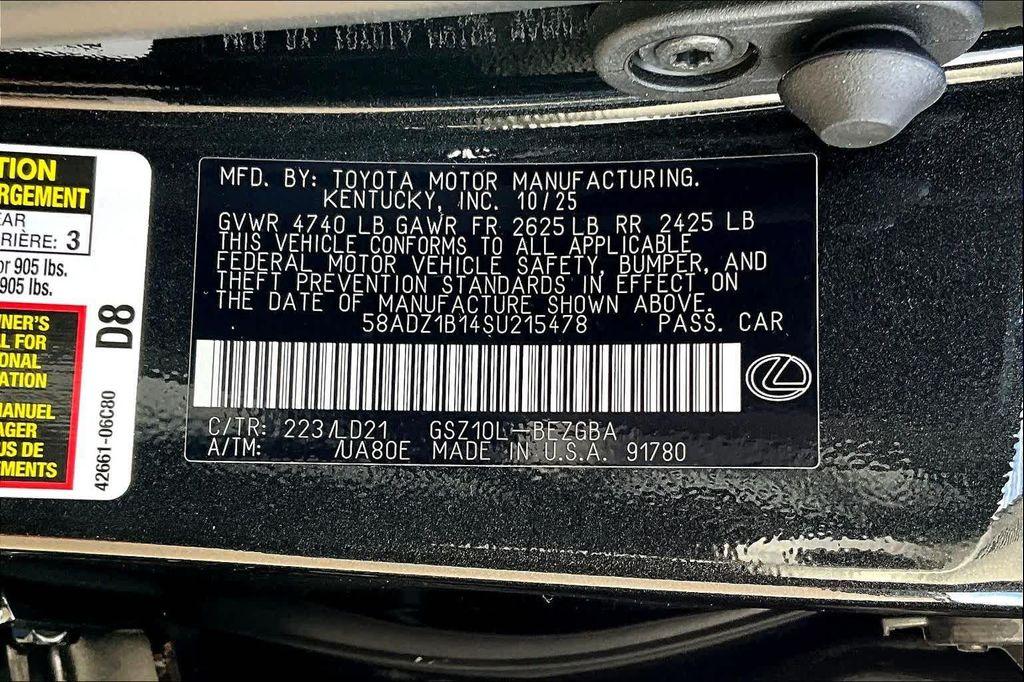 MFD. BY: TOYOTA MOTOR MANUFACTURING.
KENTUCKY, INC. 10/25
GVWR 4740 LB GAWR FR 2625 LB RR 2425 LB
THIS VEHICLE CONFORMS TO ALL APPLICABLE
FEDERAL MOTOR VEHICLE SAFETY, BUMPER, AND
THEFT PREVENTION STANDARDS IN EFFECT ON
THE DATE OF MANUFACTURE SHOWN ABOVE.
58ADZ1B14SU215478 PASS. CAR
C/TR: 223/LD21 GSZ10L-BEZGBA
A/TM: /UA80E MADE IN U.S.A. 91780
TION
RGEMENT
EAR
RIÈRE: 3
or 905 lbs.
905 lbs.
NER'S
L FOR
ONAL
ATION
MANUEL
AGER
US DE
EMENTS
D8
42661-06C80